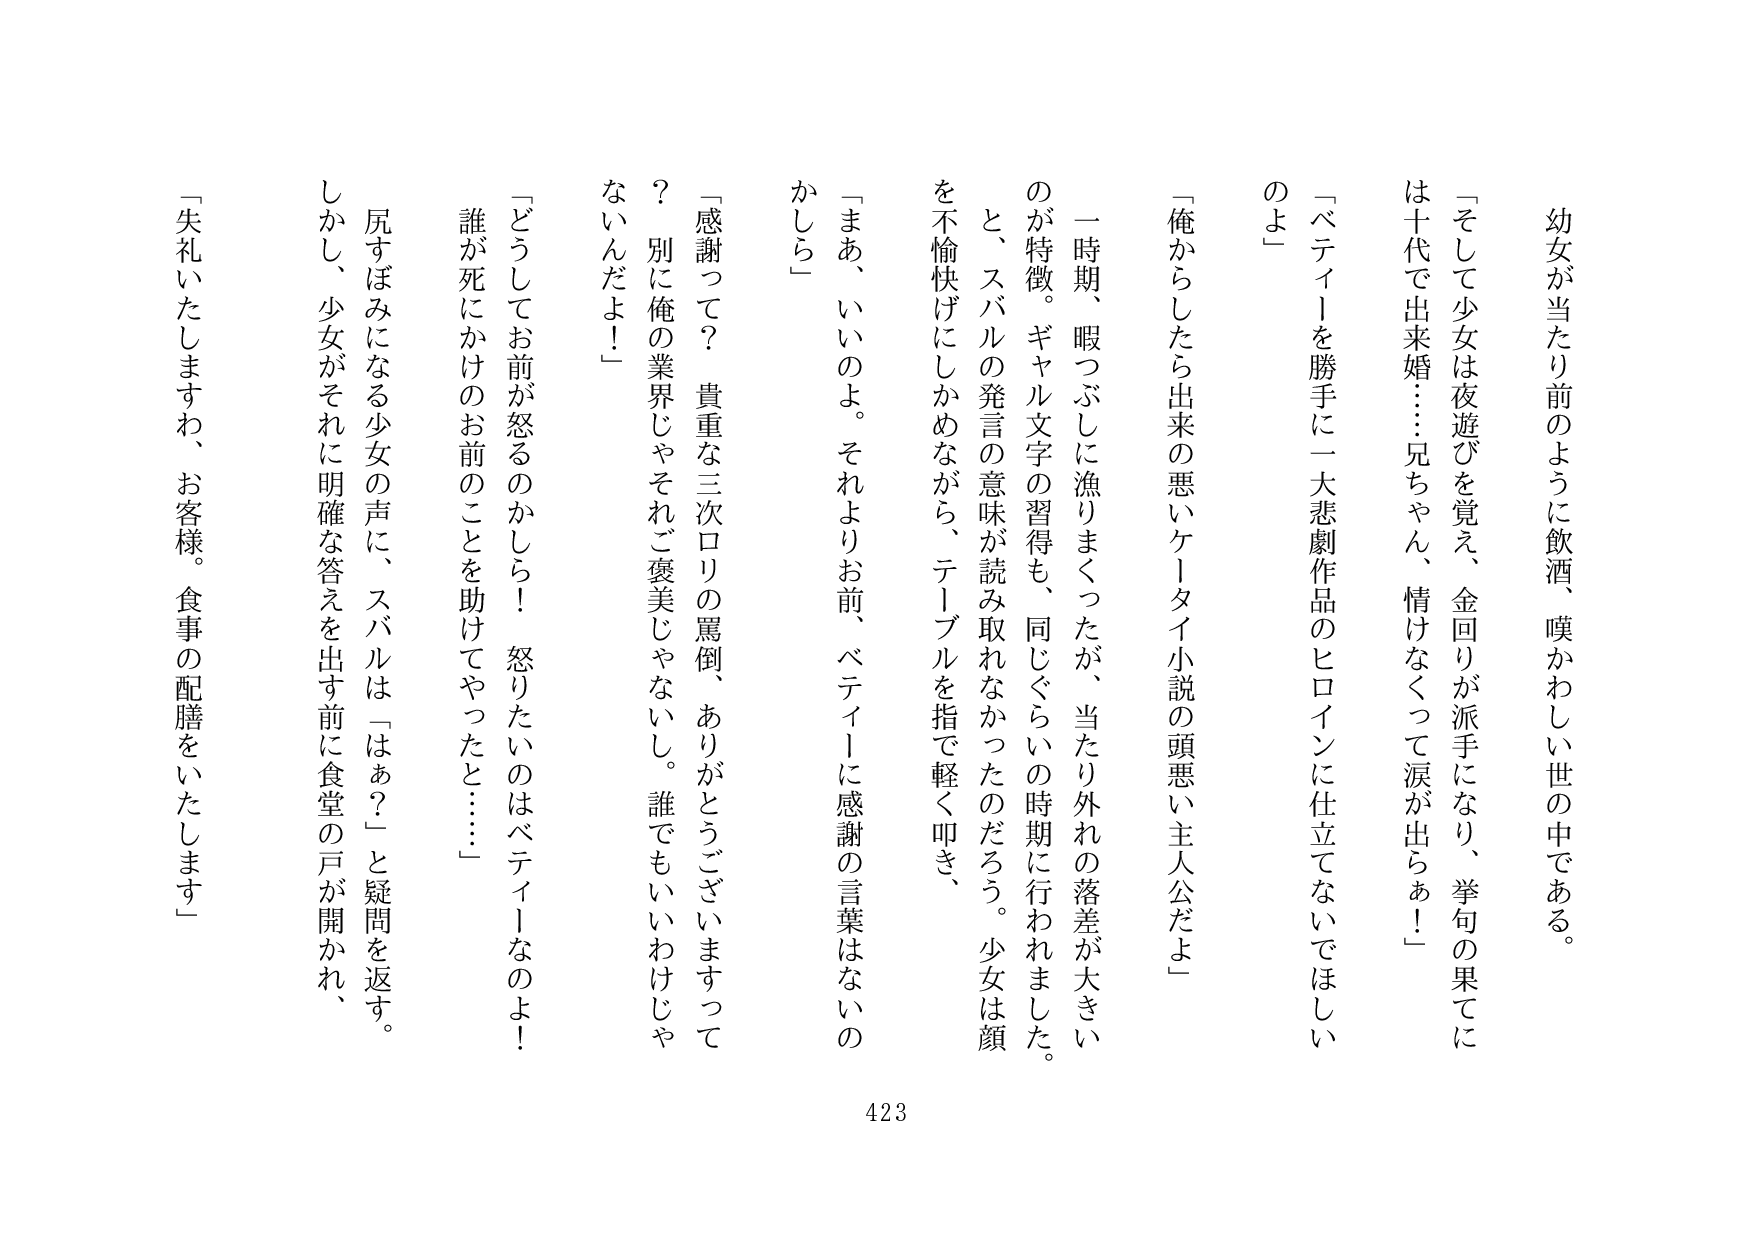 幼女が当たり前のように飲酒、嘆かわしい世の中である。
「そして少女は夜遊びを覚え、金回りが派手になり、挙句の果てに
は十代で出来婚……兄ちゃん、情けなくって涙が出らぁ！」
「ベティーを勝手に一大悲劇作品のヒロインに仕立てないでほしい
のよ」
「俺からしたら出来の悪いケータイ小説の頭悪い主人公だよ」
　一時期、暇つぶしに漁りまくったが、当たり外れの落差が大きい
のが特徴。ギャル文字の習得も、同じぐらいの時期に行われました。
　と、スバルの発言の意味が読み取れなかったのだろう。少女は顔
を不愉快げにしかめながら、テーブルを指で軽く叩き、
「まあ、いいのよ。それよりお前、ベティーに感謝の言葉はないの
かしら」
「感謝って？　貴重な三次ロリの罵倒、ありがとうございますって
？　別に俺の業界じゃそれご褒美じゃないし。誰でもいいわけじゃ
ないんだよ！」
「どうしてお前が怒るのかしら！　怒りたいのはベティーなのよ！
　誰が死にかけのお前のことを助けてやったと……」
　尻すぼみになる少女の声に、スバルは「はぁ？」と疑問を返す。
しかし、少女がそれに明確な答えを出す前に食堂の戸が開かれ、
「失礼いたしますわ、お客様。食事の配膳をいたします」
423